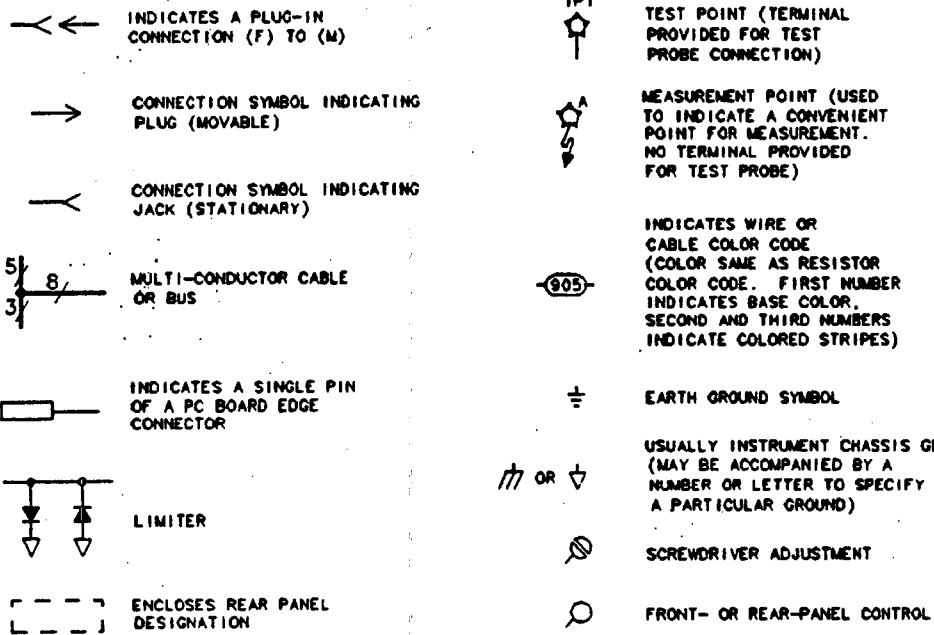 INDICATES A PLUG-IN
CONNECTION (F) TO (M)
CONNECTION SYMBOL INDICATING
PLUG (MOVABLE)
CONNECTION SYMBOL INDICATING
JACK (STATIONARY)
5
8
3
MULTI-CONDUCTOR CABLE
OR BUS
INDICATES A SINGLE PIN
OF A PC BOARD EDGE
CONNECTOR
LIMITER
ENCLOSES REAR PANEL
DESIGNATION
TEST POINT (TERMINAL
PROVIDED FOR TEST
PROBE CONNECTION)
A
MEASUREMENT POINT (USED
TO INDICATE A CONVENIENT
POINT FOR MEASUREMENT.
NO TERMINAL PROVIDED
FOR TEST PROBE)
905
INDICATES WIRE OR
CABLE COLOR CODE
(COLOR SAME AS RESISTOR
COLOR CODE. FIRST NUMBER
INDICATES BASE COLOR.
SECOND AND THIRD NUMBERS
INDICATE COLORED STRIPES)
EARTH GROUND SYMBOL
OR
USUALLY INSTRUMENT CHASSIS
(MAY BE ACCOMPANIED BY A
NUMBER OR LETTER TO SPECIFY
A PARTICULAR GROUND)
SCREWDRIVER ADJUSTMENT
FRONT- OR REAR-PANEL CONTROL